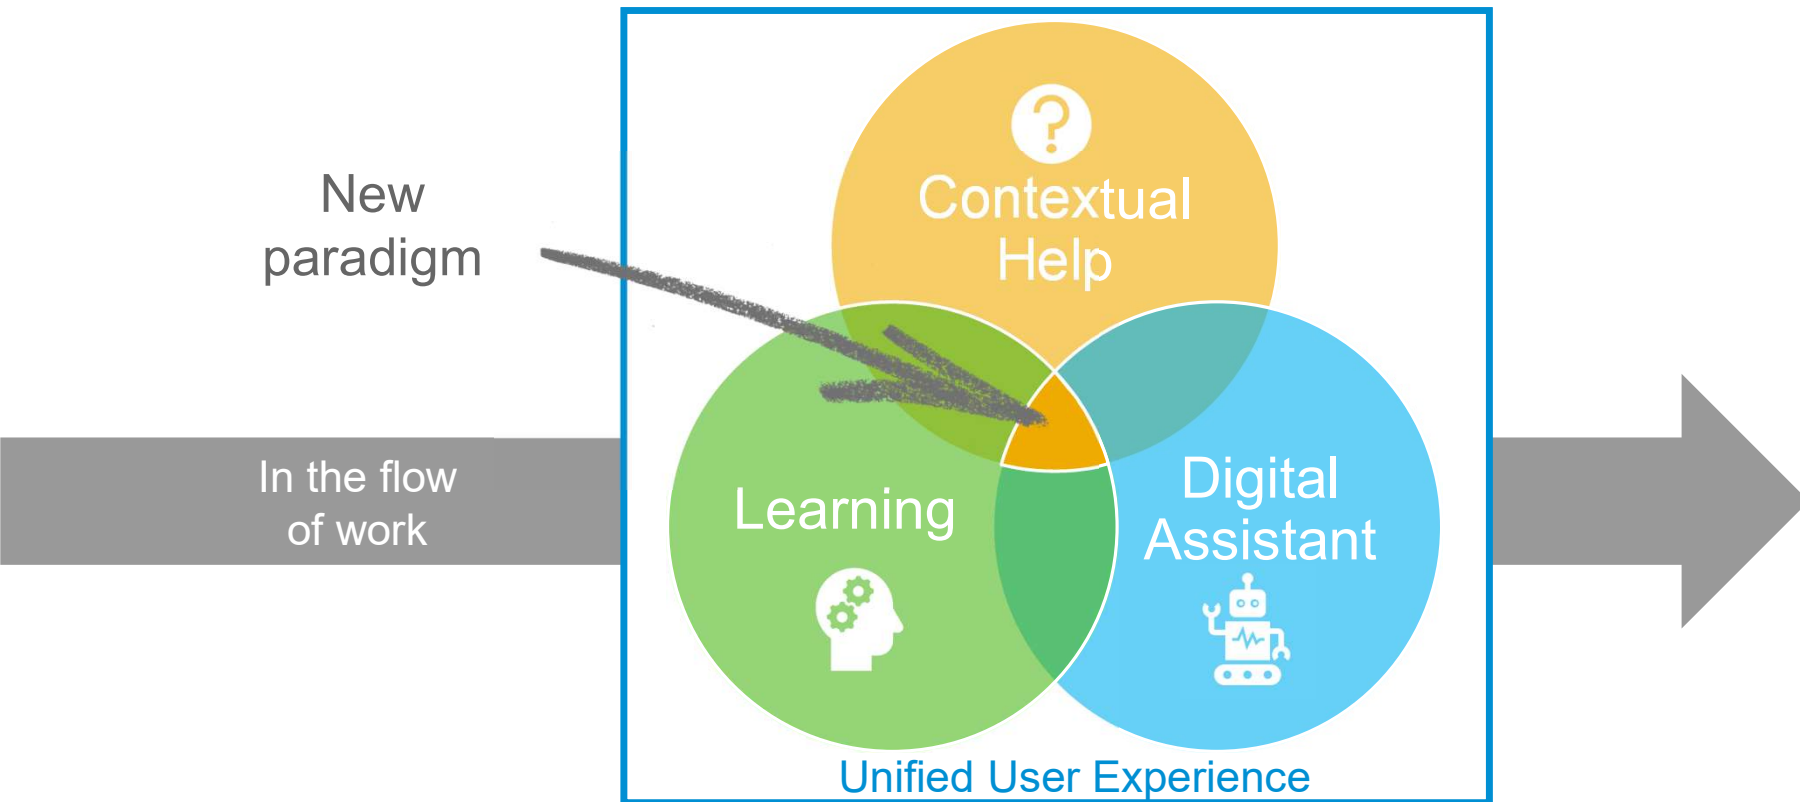 New
paradigm
?
Contextual
Help
In the flow
of work
Learning
Digital
Assistant
Unified User Experience